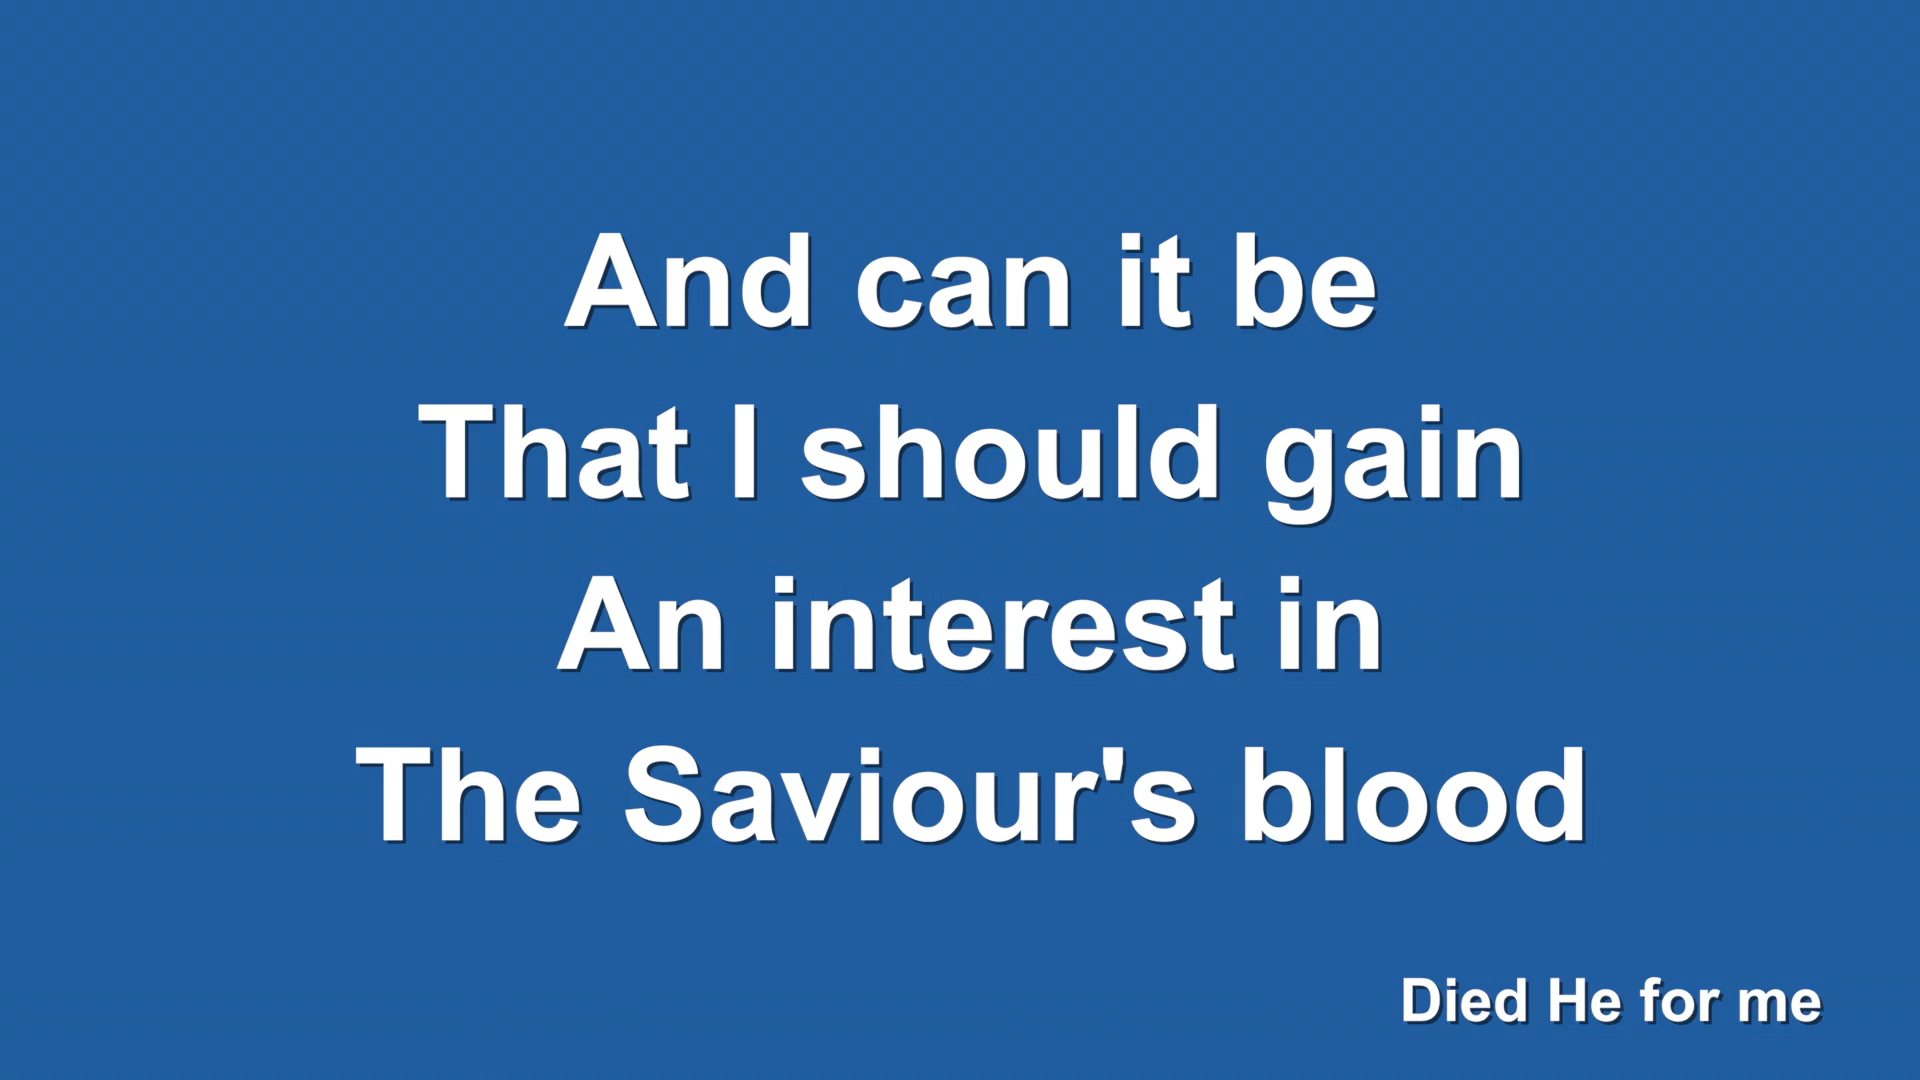 And can it be
That I should gain
An interest in
The Saviour's blood
Died He for me